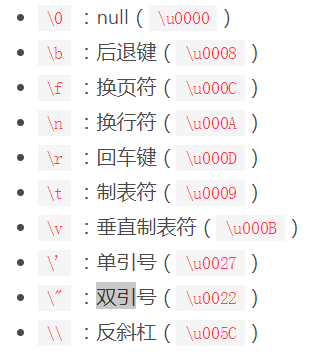 • \0 ：null（ \u0000 ）
• \b ：后退键（ \u0008 ）
• \f ：换页符（ \u000C ）
• \n ：换行符（ \u000A ）
• \r ：回车键（ \u000D ）
• \t ：制表符（ \u0009 ）
• \v ：垂直制表符（ \u000B ）
• \' ：单引号（ \u0027 ）
• \" ：双引号（ \u0022 ）
• \\ ：反斜杠（ \u005C ）